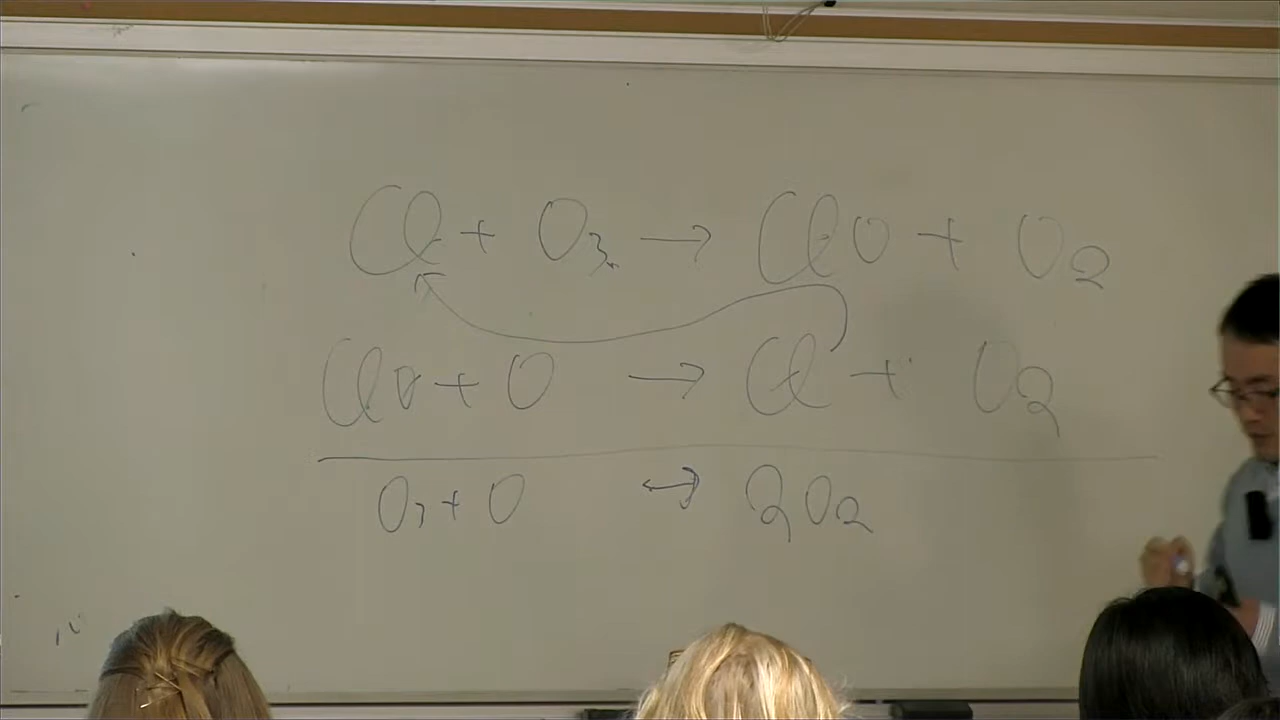 Cl + O3 → ClO + O2
ClO + O → Cl + O2
O3 + O ↔ 2O2